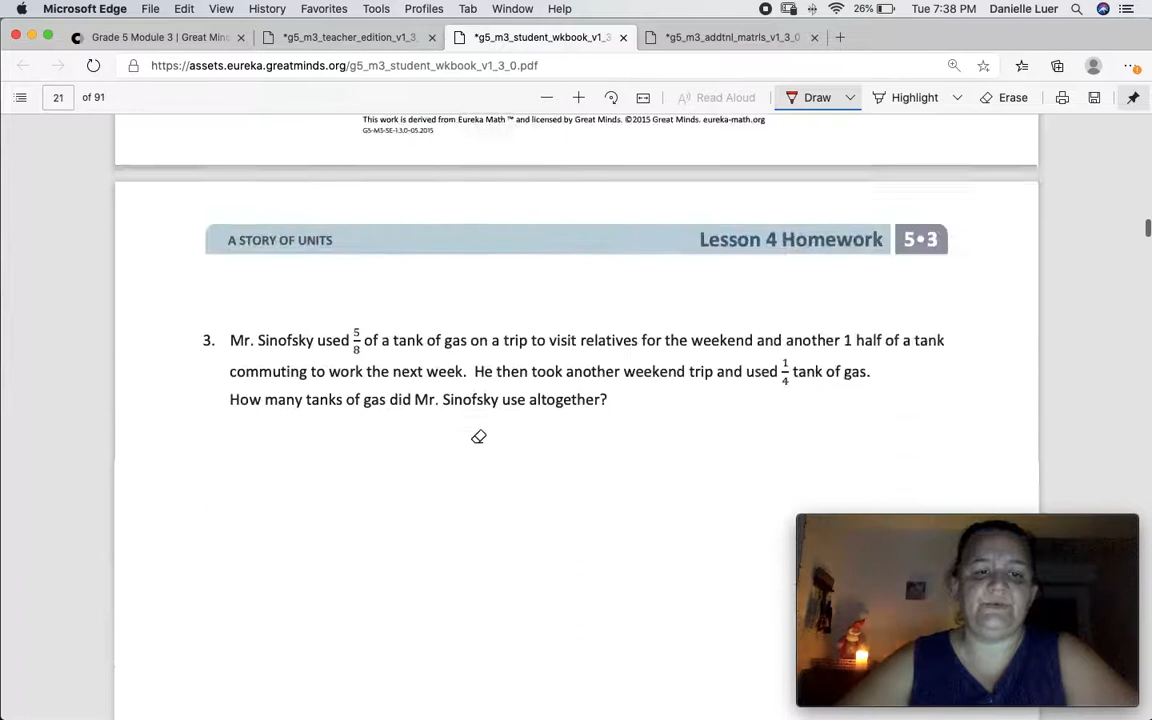 Microsoft Edge File Edit View History Favorites Tools Profiles Tab Window Help 26% Tue 7:38 PM Danielle Luer
Grade 5 Module 3 | Great Mind *g5_m3_teacher_edition_v1_3 *g5_m3_student_wkbook_v1_3 *g5_m3_addtnl_matrls_v1_3_0
https://assets.eureka.greatminds.org/g5_m3_student_wkbook_v1_3_0.pdf
21 of 91 Read Aloud Draw Highlight Erase
This work is derived from Eureka Math ™ and licensed by Great Minds. ©2015 Great Minds. eureka-math.org
G5-M3-SE-1.3.0-05.2015
A STORY OF UNITS Lesson 4 Homework 5•3
3. Mr. Sinofsky used 5/8 of a tank of gas on a trip to visit relatives for the weekend and another 1 half of a tank
commuting to work the next week. He then took another weekend trip and used 1/4 tank of gas.
How many tanks of gas did Mr. Sinofsky use altogether?